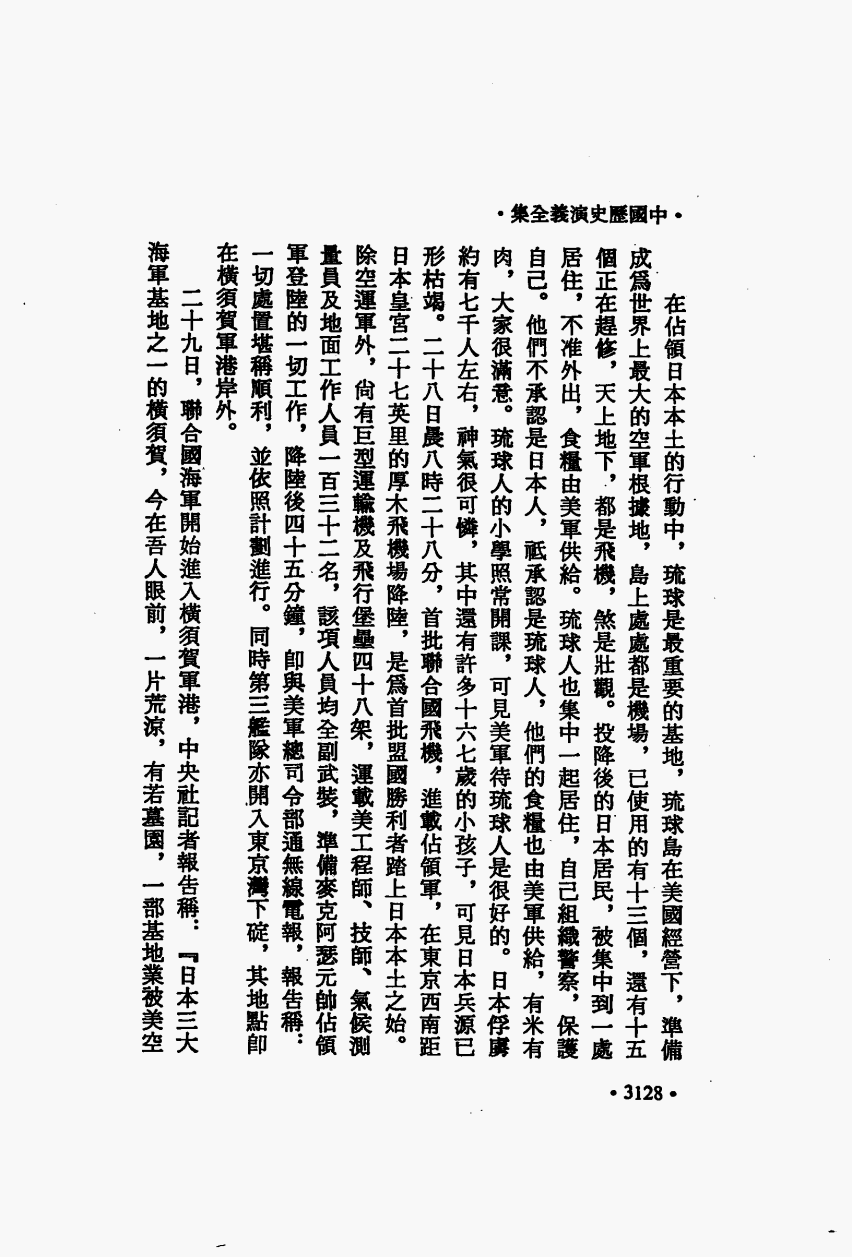 •中國歷史演義全集•
在佔領日本本土的行動中，琉球是最重要的基地，琉球島在美國經營下，準備
成爲世界上最大的空軍根據地，島上處處都是機場，已使用的有十三個，還有十五
個正在趕修，天上地下，都是飛機，煞是壯觀。投降後的日本居民，被集中到一處
居住，不准外出，食糧由美軍供給。琉球人也集中一起居住，自己組織警察，保護
自己。他們不承認是日本人，祗承認是琉球人，他們的食糧也由美軍供給，有米有
肉，大家很滿意。琉球人的小學照常開課，可見美軍待琉球人是很好的。日本俘虜
約有七千人左右，神氣很可憐，其中還有許多十六七歲的小孩子，可見日本兵源已
形枯竭。二十八日晨八時二十八分，首批聯合國飛機，進載佔領軍，在東京西南距
日本皇宮二十七英里的厚木飛機場降陸，是爲首批盟國勝利者踏上日本本土之始。
除空運軍外，尙有巨型運輸機及飛行堡壘四十八架，運載美工程師、技師、氣候測
量員及地面工作人員一百三十二名，該項人員均全副武裝，準備麥克阿瑟元帥佔領
軍登陸的一切工作，降陸後四十五分鐘，卽與美軍總司令部通無線電報，報告稱：
一切處置堪稱順利，並依照計劃進行。同時第三艦隊亦開入東京灣下碇，其地點卽
在橫須賀軍港岸外。
二十九日，聯合國海軍開始進入橫須賀軍港，中央社記者報告稱：『日本三大
海軍基地之一的橫須賀，今在吾人眼前，一片荒涼，有若墓園，一部基地業被美空
•3128•